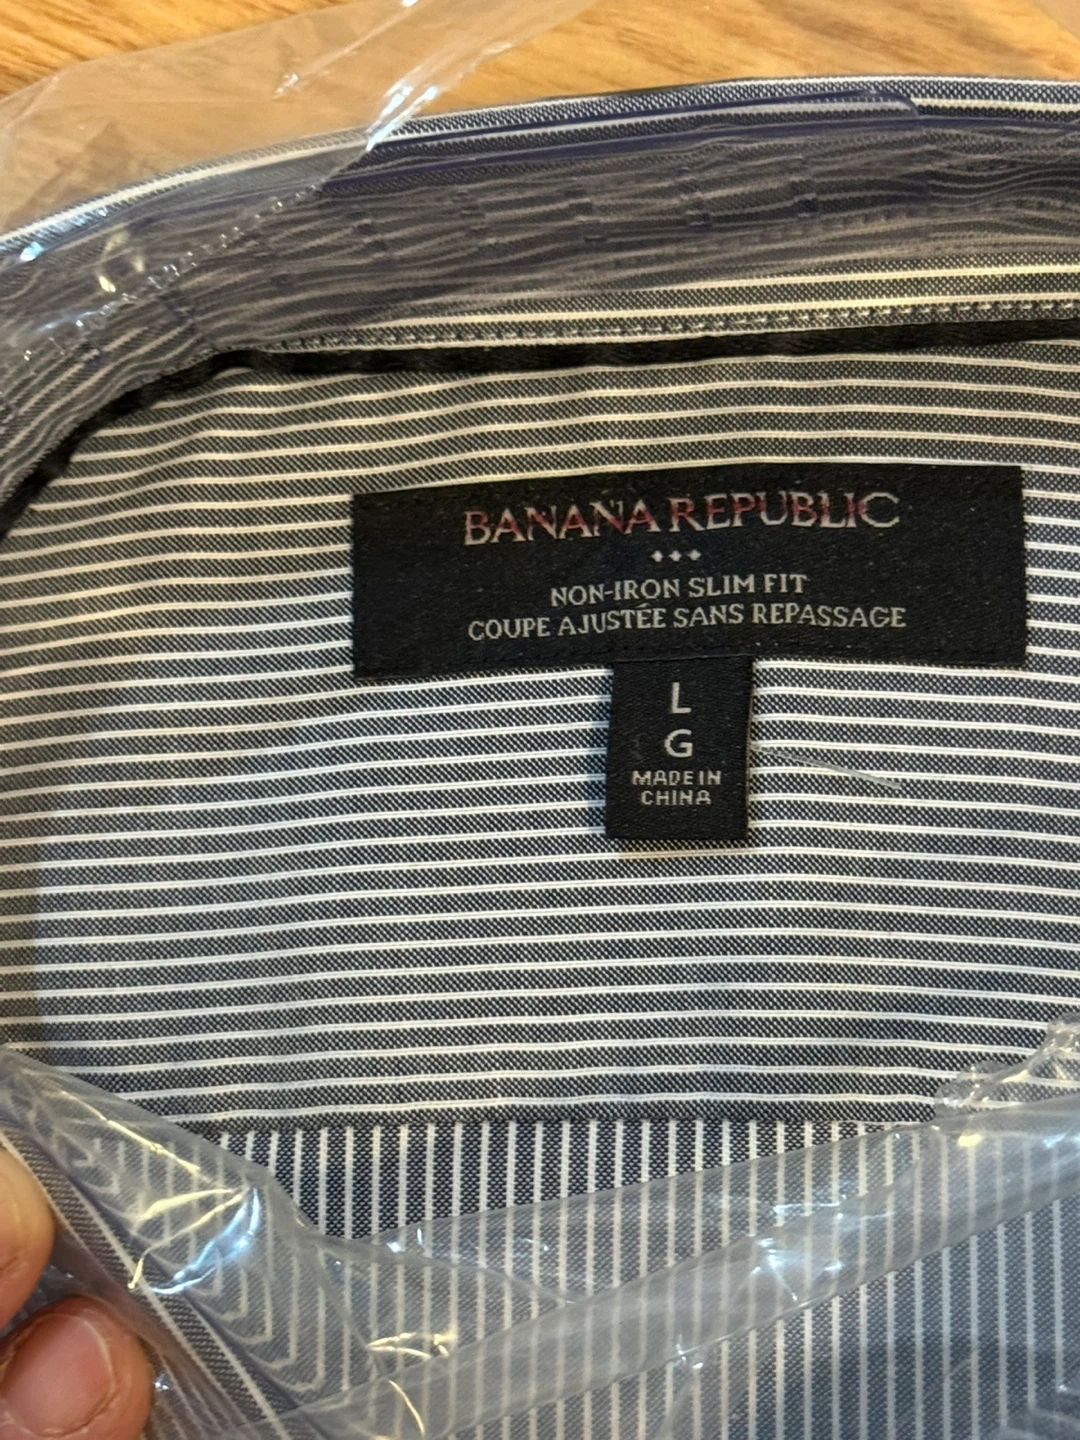 BANANA REPUBLIC
NON-IRON SLIM FIT
COUPE AJUSTÉE SANS REPASSAGE
L
G
MADE IN
CHINA